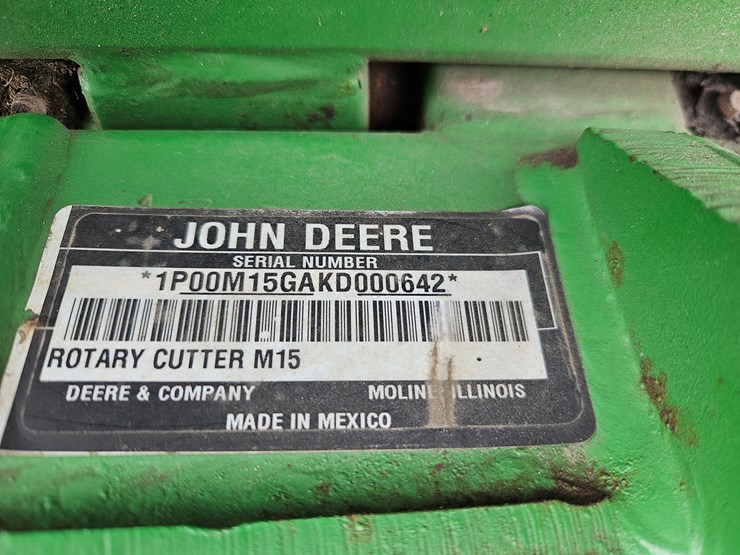 JOHN DEERE
SERIAL NUMBER
*1P00M15GAKD000642*
ROTARY CUTTER M15
DEERE & COMPANY MOLINE ILLINOIS
MADE IN MEXICO